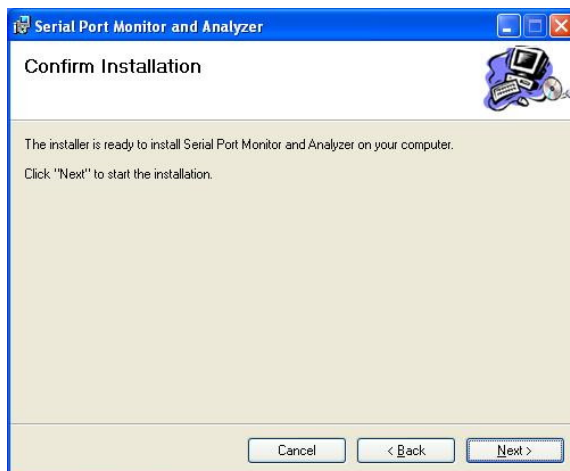 Serial Port Monitor and Analyzer
Confirm Installation
The installer is ready to install Serial Port Monitor and Analyzer on your computer.
Click "Next" to start the installation.
Cancel
< Back
Next >